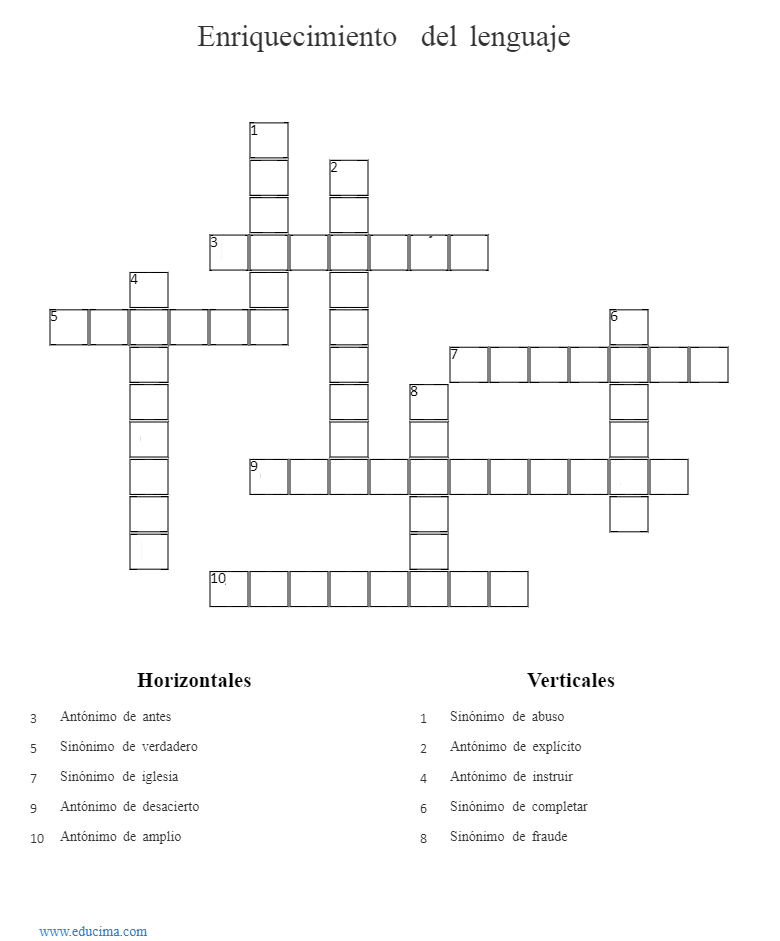 Enriquecimiento del lenguaje
1
2
3
4
5
6
7
8
9
10
Horizontales
3 Antónimo de antes
5 Sinónimo de verdadero
7 Sinónimo de iglesia
9 Antónimo de desacierto
10 Antónimo de amplio
Verticales
1 Sinónimo de abuso
2 Antónimo de explícito
4 Antónimo de instruir
6 Sinónimo de completar
8 Sinónimo de fraude
www.educima.com